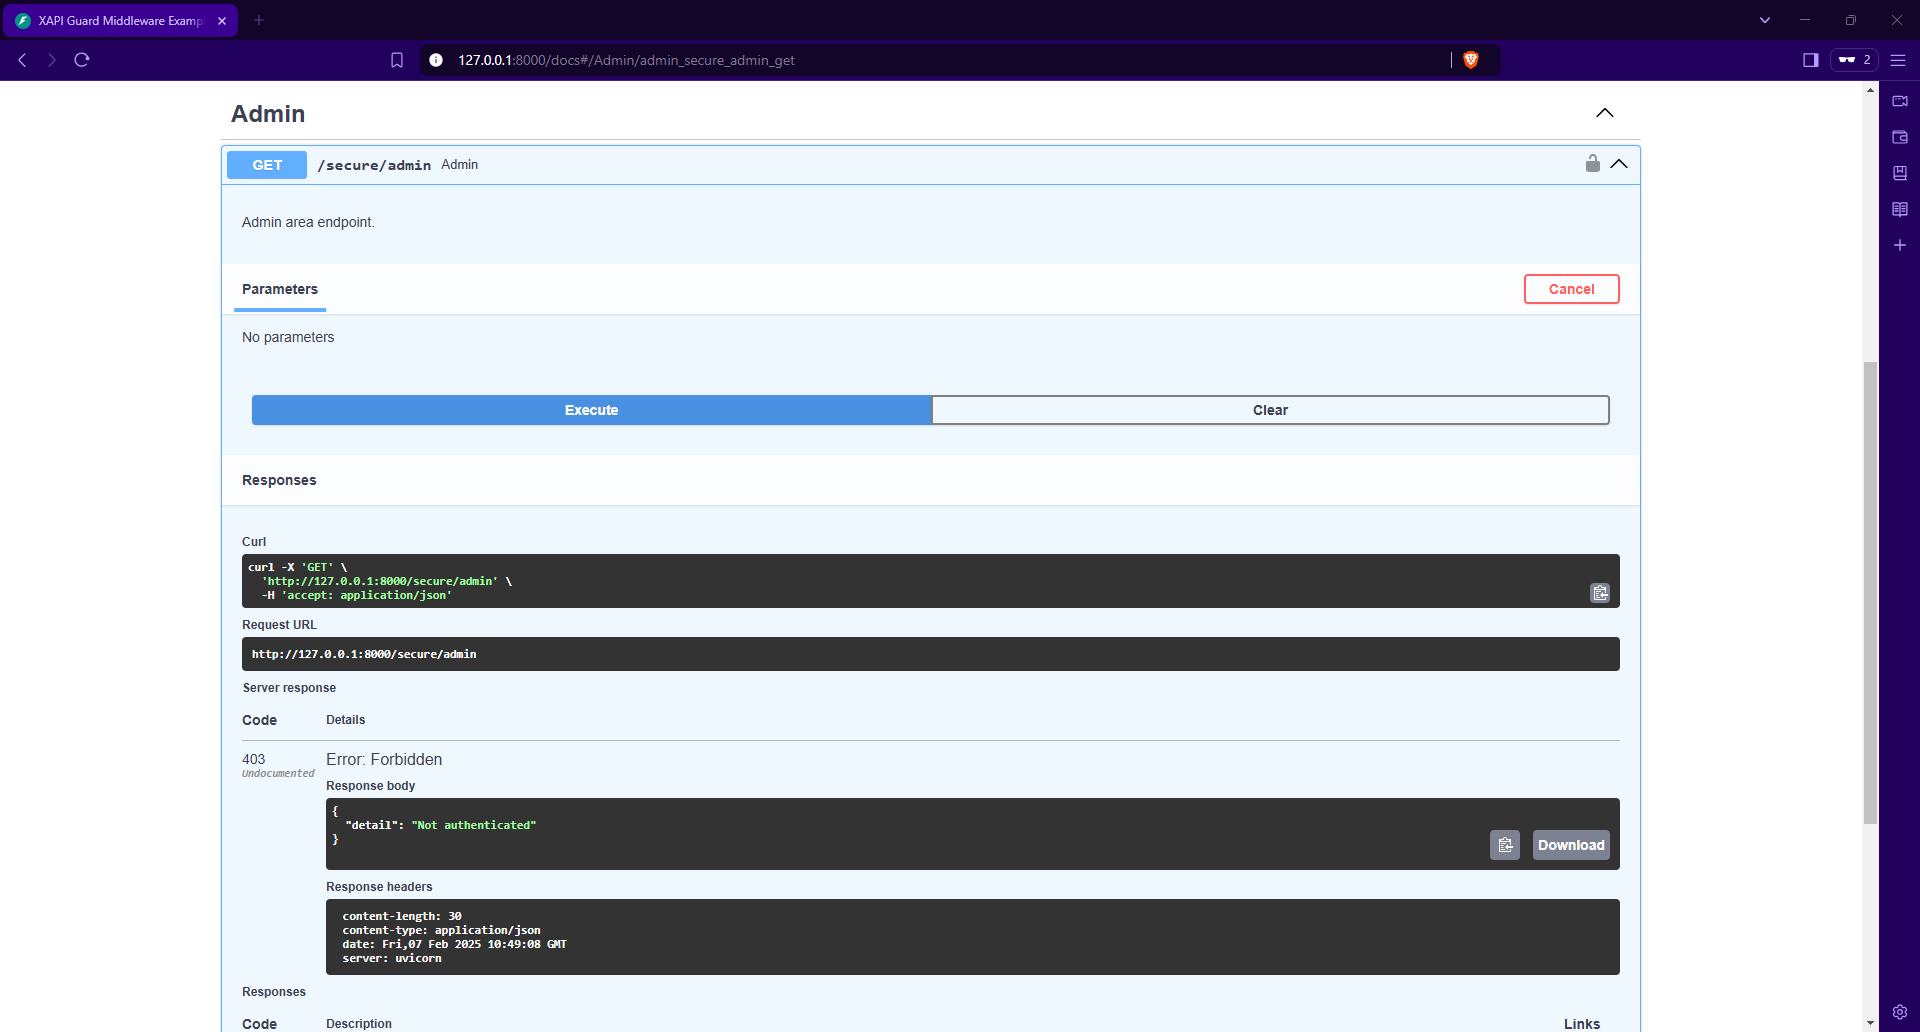 XAPI Guard Middleware Examp
127.0.0.1:8000/docs#/Admin/admin_secure_admin_get
2
Admin
GET /secure/admin Admin
Admin area endpoint.
Parameters
Cancel
No parameters
Execute
Clear
Responses
Curl
curl -X 'GET' \
'http://127.0.0.1:8000/secure/admin' \
-H 'accept: application/json'
Request URL
http://127.0.0.1:8000/secure/admin
Server response
Code Details
403 Error: Forbidden
Undocumented
Response body
{
"detail": "Not authenticated"
}
Download
Response headers
content-length: 30
content-type: application/json
date: Fri,07 Feb 2025 10:49:08 GMT
server: uvicorn
Responses
Code Description Links